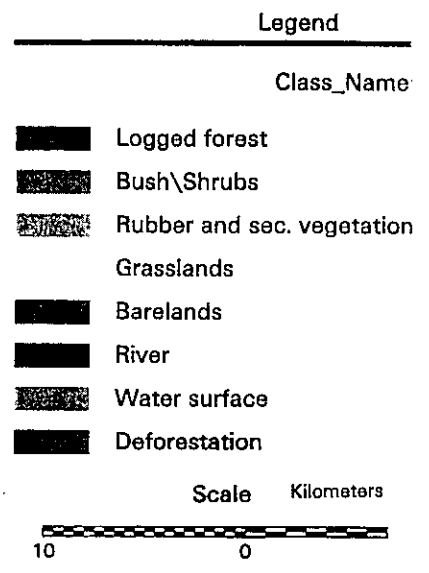 Legend
Class_Name
Logged forest
Bush\Shrubs
Rubber and sec. vegetation
Grasslands
Barelands
River
Water surface
Deforestation
Scale Kilometers
10 0